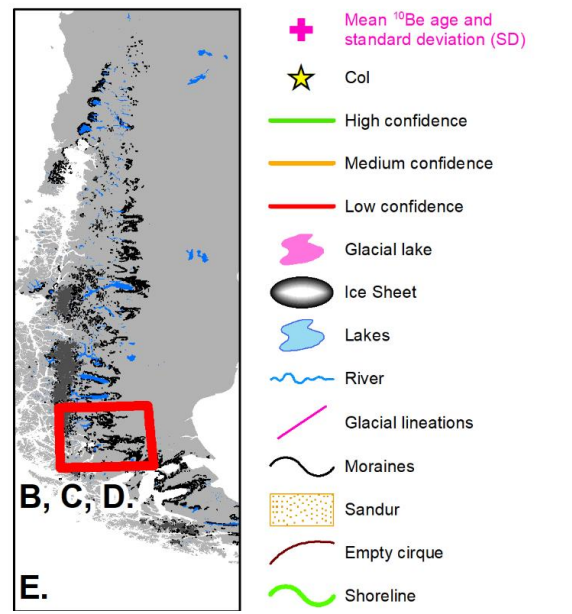 B, C, D.
E.
Mean ¹⁰Be age and
standard deviation (SD)
Col
High confidence
Medium confidence
Low confidence
Glacial lake
Ice Sheet
Lakes
River
Glacial lineations
Moraines
Sandur
Empty cirque
Shoreline